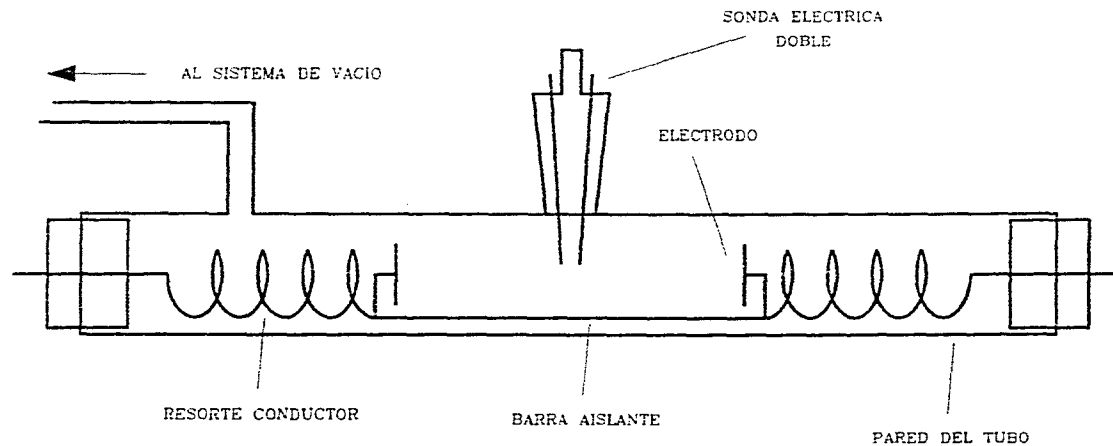 SONDA ELECTRICA
DOBLE
AL SISTEMA DE VACIO
ELECTRODO
RESORTE CONDUCTOR
BARRA AISLANTE
PARED DEL TUBO